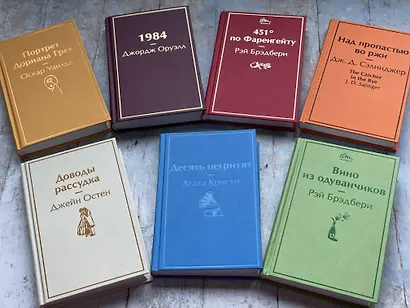 Портрет
Дориана Грея
Оскар Уайльд
1984
Джордж Оруэлл
451°
по Фаренгейту
Рэй Брэдбери
Над пропастью
во ржи
Дж. Д. Сэлинджер
The Catcher
in the Rye
J. D. Salinger
Доводы
рассудка
Джейн Остен
Десять негритят
Агата Кристи
Вино
из одуванчиков
Рэй Брэдбери